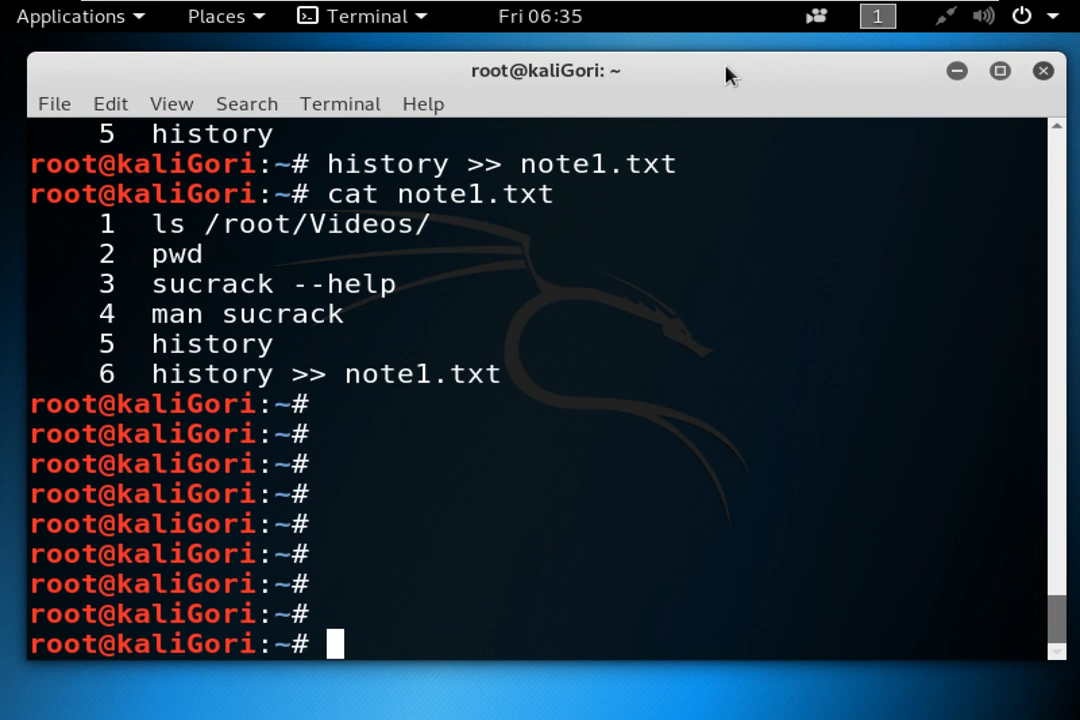 Applications Places Terminal Fri 06:35 1
root@kaliGori: ~
File Edit View Search Terminal Help
5 history
root@kaliGori:~# history >> note1.txt
root@kaliGori:~# cat note1.txt
1 ls /root/Videos/
2 pwd
3 sucrack --help
4 man sucrack
5 history
6 history >> note1.txt
root@kaliGori:~#
root@kaliGori:~#
root@kaliGori:~#
root@kaliGori:~#
root@kaliGori:~#
root@kaliGori:~#
root@kaliGori:~#
root@kaliGori:~#
root@kaliGori:~#